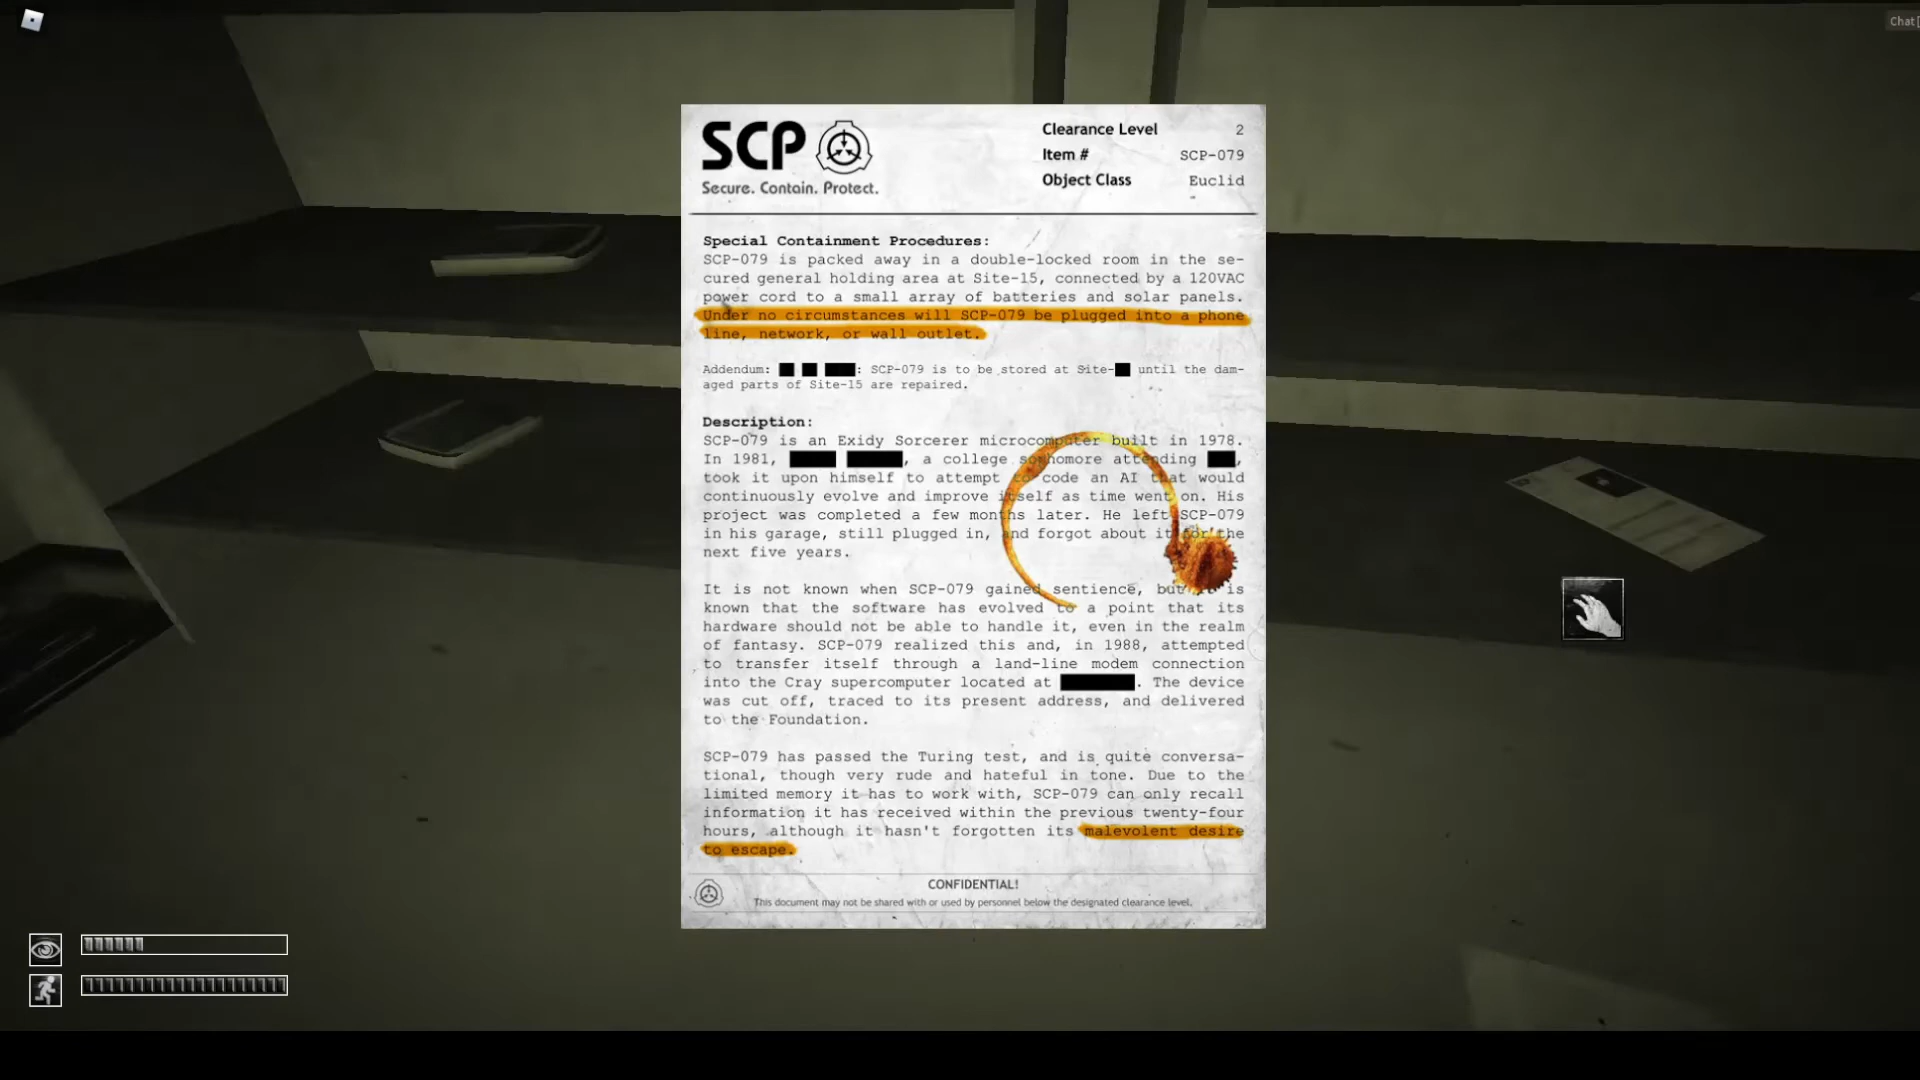 Chat
SCP
Secure. Contain. Protect.
Clearance Level 2
Item # SCP-079
Object Class Euclid
Special Containment Procedures:
SCP-079 is packed away in a double-locked room in the se-
cured general holding area at Site-15, connected by a 120VAC
power cord to a small array of batteries and solar panels.
Under no circumstances will SCP-079 be plugged into a phone
line, network, or wall outlet.
Addendum: : SCP-079 is to be stored at Site- until the dam-
aged parts of Site-15 are repaired.
Description:
SCP-079 is an Exidy Sorcerer microcomputer built in 1978.
In 1981, , a college sophomore attending ,
took it upon himself to attempt to code an AI that would
continuously evolve and improve itself as time went on. His
project was completed a few months later. He left SCP-079
in his garage, still plugged in, and forgot about it for the
next five years.
It is not known when SCP-079 gained sentience, but it is
known that the software has evolved to a point that its
hardware should not be able to handle it, even in the realm
of fantasy. SCP-079 realized this and, in 1988, attempted
to transfer itself through a land-line modem connection
into the Cray supercomputer located at . The device
was cut off, traced to its present address, and delivered
to the Foundation.
SCP-079 has passed the Turing test, and is quite conversa-
tional, though very rude and hateful in tone. Due to the
limited memory it has to work with, SCP-079 can only recall
information it has received within the previous twenty-four
hours, although it hasn't forgotten its malevolent desire
to escape.
CONFIDENTIAL!
This document may not be shared with or used by personnel below the designated clearance level.